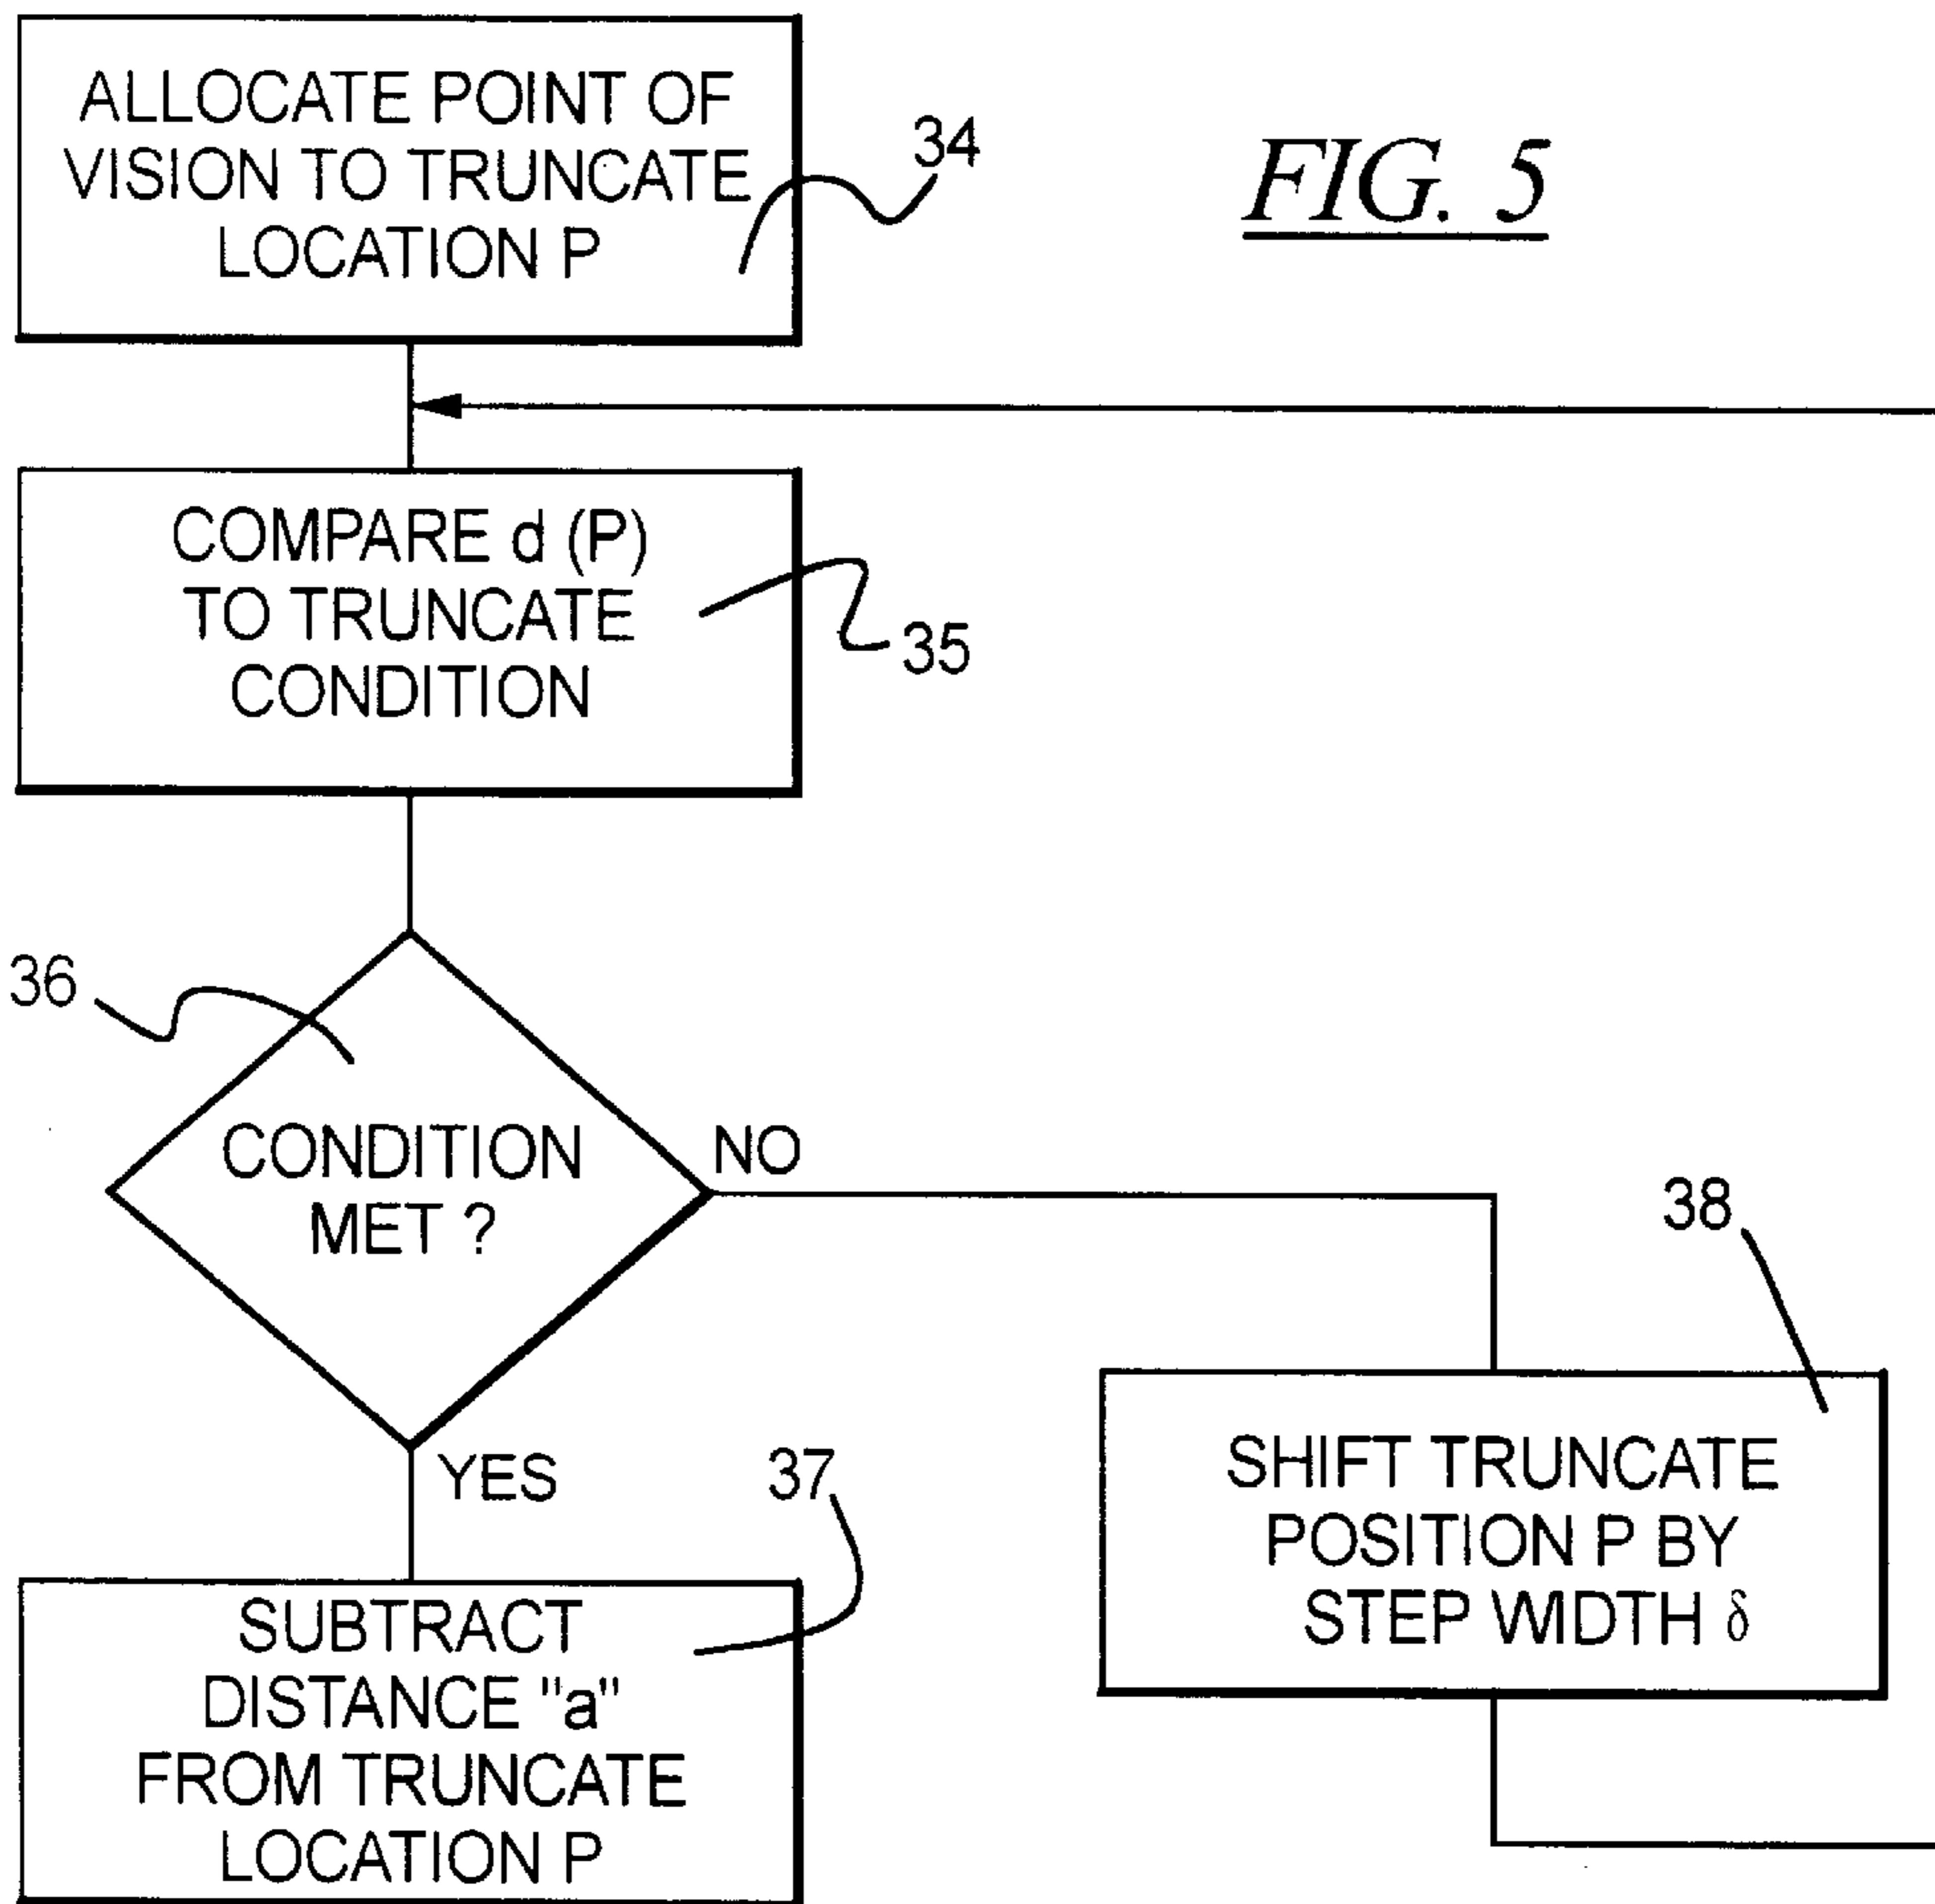 ALLOCATE POINT OF
VISION TO TRUNCATE
LOCATION P
34
FIG. 5
COMPARE d (P)
TO TRUNCATE
CONDITION
35
36
CONDITION
MET ?
NO
YES
37
SUBTRACT
DISTANCE "a"
FROM TRUNCATE
LOCATION P
38
SHIFT TRUNCATE
POSITION P BY
STEP WIDTH δ